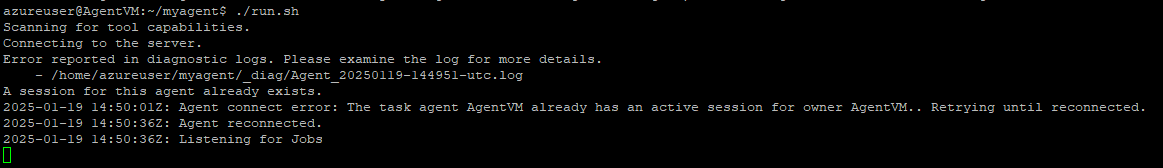 azureuser@AgentVM:~/myagent$ ./run.sh
Scanning for tool capabilities.
Connecting to the server.
Error reported in diagnostic logs. Please examine the log for more details.
    - /home/azureuser/myagent/_diag/Agent_20250119-144951-utc.log
A session for this agent already exists.
2025-01-19 14:50:01Z: Agent connect error: The task agent AgentVM already has an active session for owner AgentVM.. Retrying until reconnected.
2025-01-19 14:50:36Z: Agent reconnected.
2025-01-19 14:50:36Z: Listening for Jobs